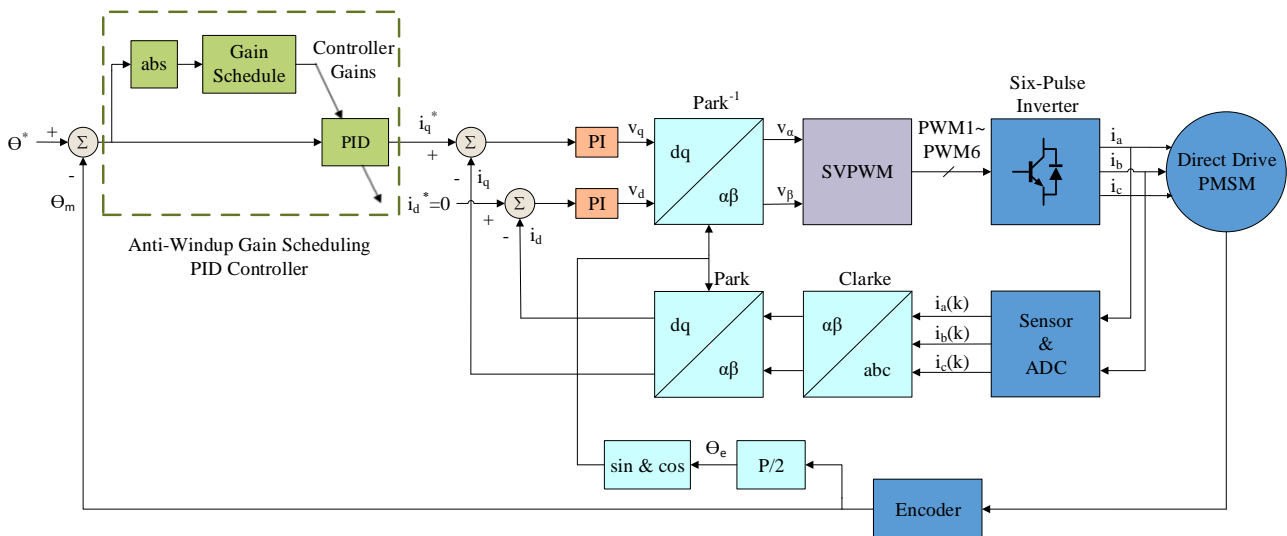 abs
Gain
Schedule
Controller
Gains
PID
Anti-Windup Gain Scheduling
PID Controller
ϴ*
+
Σ
-
ϴm
iq*
+
Σ
-
iq
id*=0
+
Σ
-
id
PI
PI
vq
vd
Park-1
dq
αβ
vα
vβ
SVPWM
PWM1~
PWM6
Six-Pulse
Inverter
ia
ib
ic
Direct Drive
PMSM
Park
dq
αβ
Clarke
αβ
abc
ia(k)
ib(k)
ic(k)
Sensor
&
ADC
sin & cos
ϴe
P/2
Encoder